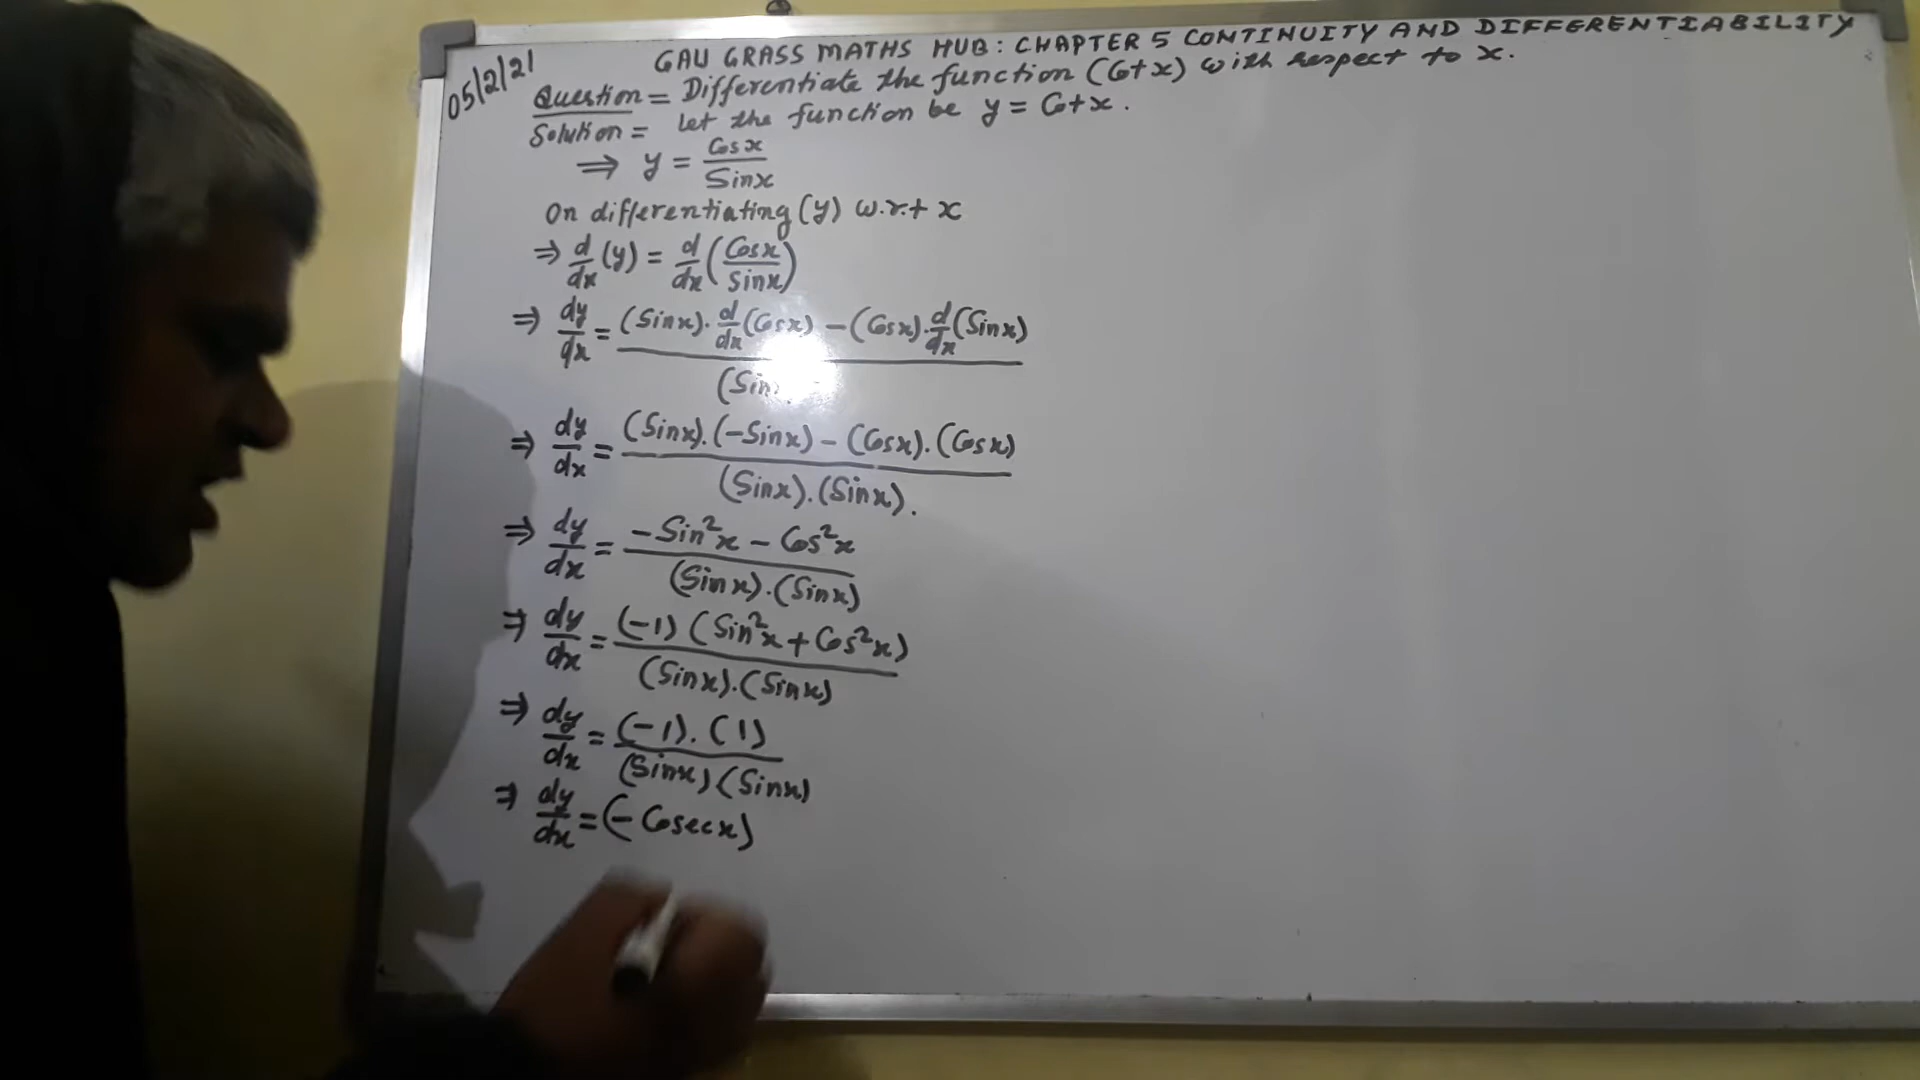 05/2/21
GAU GRASS MATHS HUB: CHAPTER 5 CONTINUITY AND DIFFERENTIABILITY
Question = Differentiate the function (Cotx) with respect to x.
Solution = Let the function be y = Cotx.
⇒ y = Cosx / Sinx
On differentiating (y) w.r.t x
⇒ d/dx (y) = d/dx (Cosx / Sinx)
⇒ dy/dx = (Sinx). d/dx (Cosx) - (Cosx). d/dx (Sinx) / (Sin
⇒ dy/dx = (Sinx). (-Sinx) - (Cosx). (Cosx) / (Sinx). (Sinx).
⇒ dy/dx = -Sin²x - Cos²x / (Sinx). (Sinx)
⇒ dy/dx = (-1) (Sin²x + Cos²x) / (Sinx). (Sinx)
⇒ dy/dx = (-1). (1) / (Sinx) (Sinx)
⇒ dy/dx = (- Cosecx)